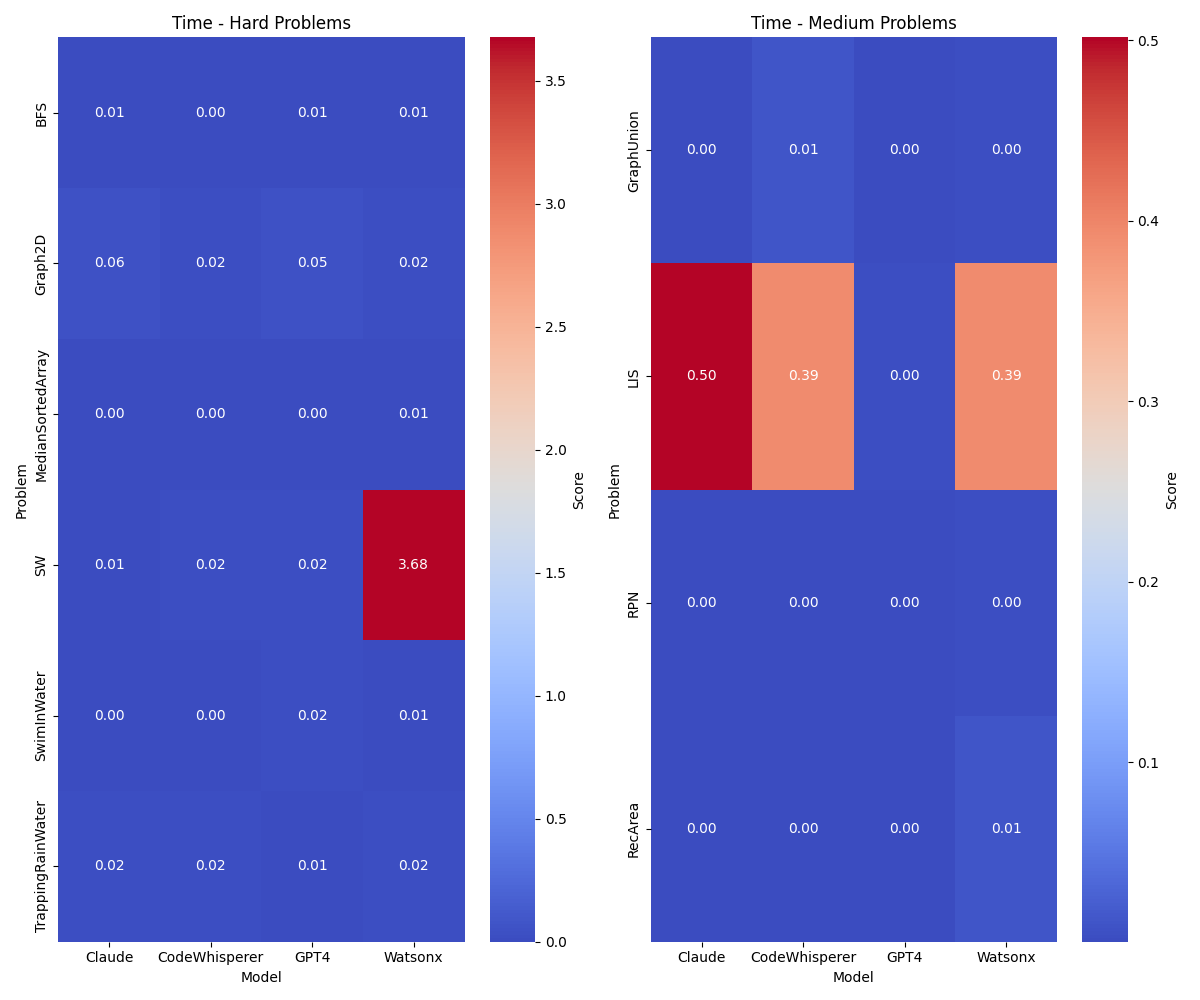 Time - Hard Problems
Problem
BFS
0.01 0.00 0.01 0.01
Graph2D
0.06 0.02 0.05 0.02
MedianSortedArray
0.00 0.00 0.00 0.01
SW
0.01 0.02 0.02 3.68
SwimInWater
0.00 0.00 0.02 0.01
TrappingRainWater
0.02 0.02 0.01 0.02
Claude CodeWhisperer GPT4 Watsonx
Model
3.5
3.0
2.5
2.0
1.5
1.0
0.5
0.0
Score
Time - Medium Problems
Problem
GraphUnion
0.00 0.01 0.00 0.00
LIS
0.50 0.39 0.00 0.39
RPN
0.00 0.00 0.00 0.00
RecArea
0.00 0.00 0.00 0.01
Claude CodeWhisperer GPT4 Watsonx
Model
0.5
0.4
0.3
0.2
0.1
Score